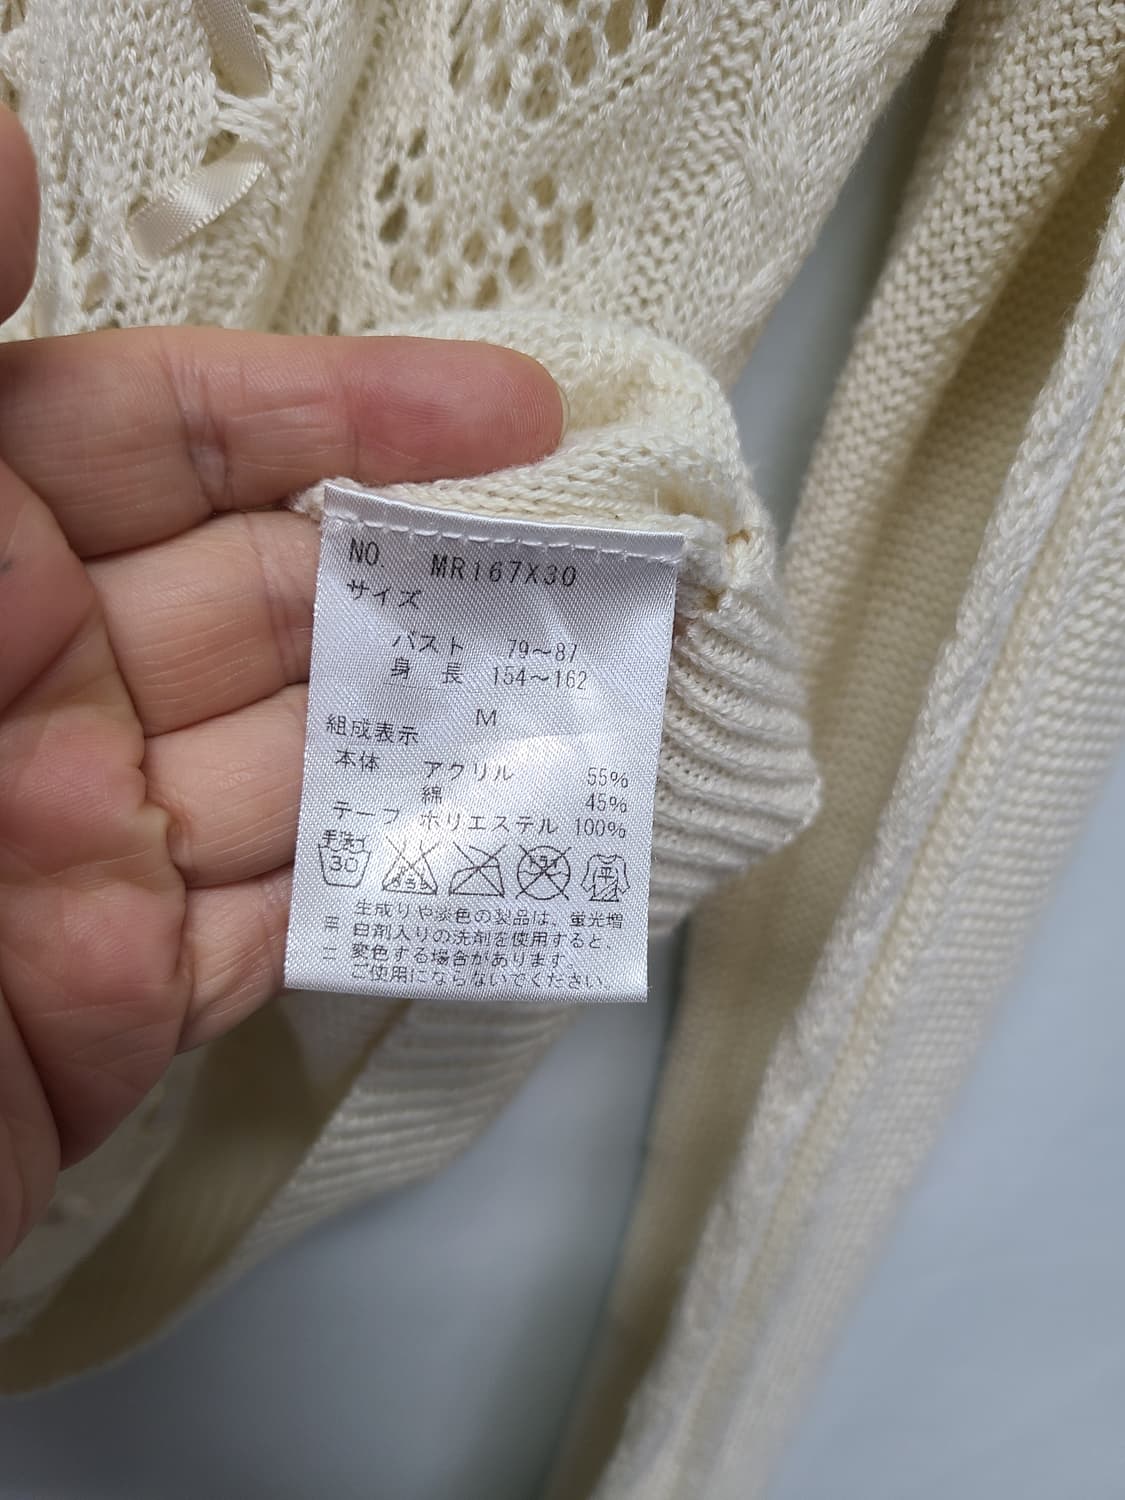 NO. MR167X30
サイズ
バスト 79〜87
身長 154〜162
M
組成表示
本体 アクリル 55%
綿 45%
テープ ポリエステル 100%
手洗イ
30 平
生成りや淡色の製品は、蛍光増
白剤入りの洗剤を使用すると、
変色する場合があります。
ご使用にならないでください。